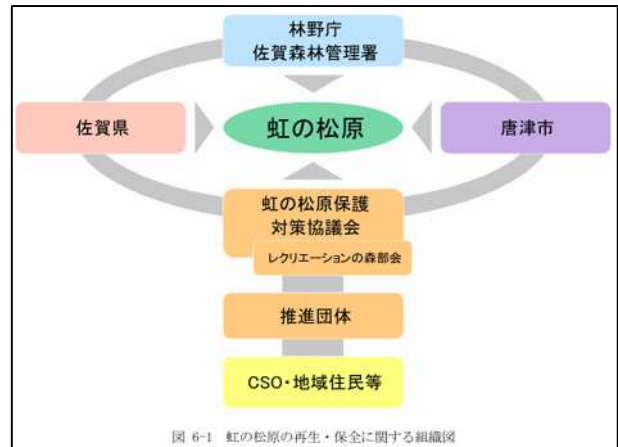 林野庁
佐賀森林管理署
佐賀県
虹の松原
唐津市
虹の松原保護
対策協議会
レクリエーションの森部会
推進団体
CSO・地域住民等
図 6-1 虹の松原の再生・保全に関する組織図